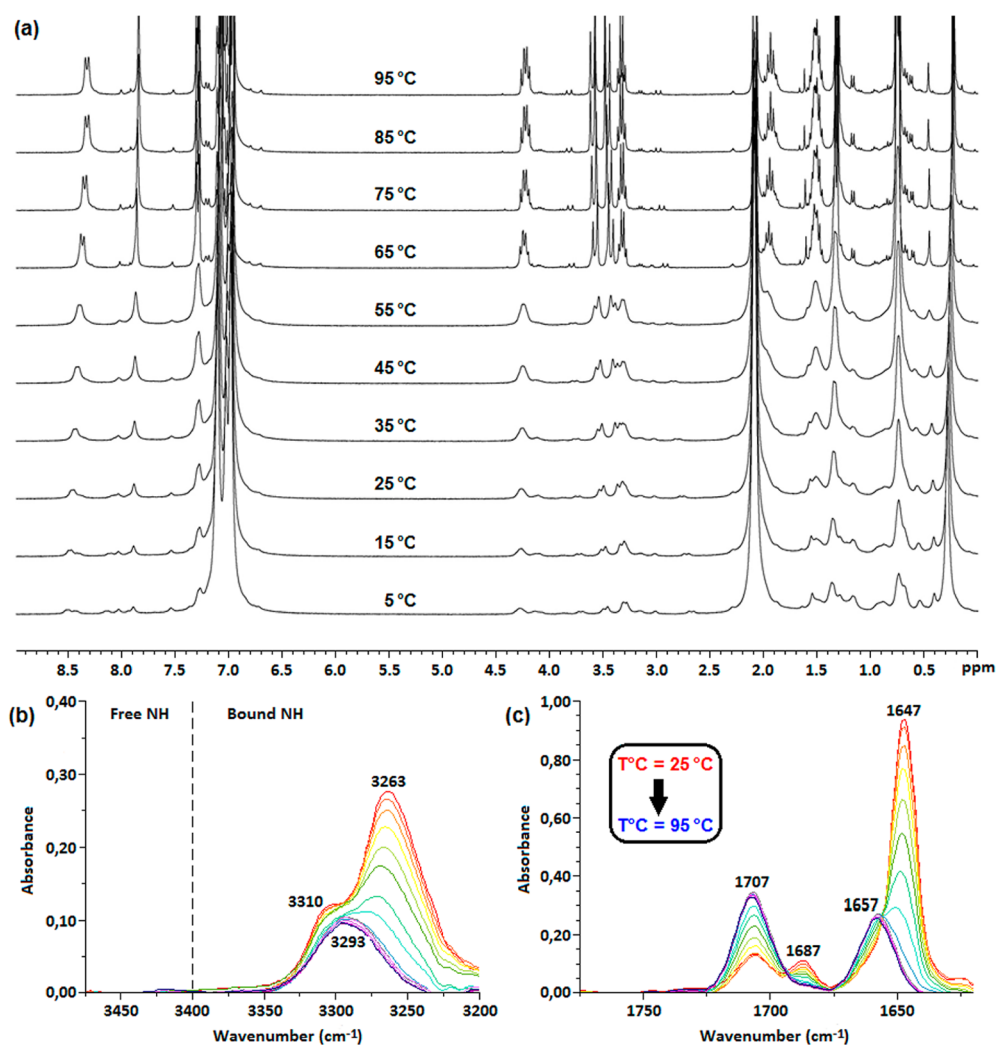 (a)
95 °C
85 °C
75 °C
65 °C
55 °C
45 °C
35 °C
25 °C
15 °C
5 °C
8.5 8.0 7.5 7.0 6.5 6.0 5.5 5.0 4.5 4.0 3.5 3.0 2.5 2.0 1.5 1.0 0.5 ppm
(b)
0,40
0,30
0,20
0,10
0,00
Absorbance
Free NH
Bound NH
3263
3310
3293
3450 3400 3350 3300 3250 3200
Wavenumber (cm-1)
(c)
1,00
0,80
0,60
0,40
0,20
0,00
Absorbance
T°C = 25 °C
T°C = 95 °C
1647
1707
1657
1687
1750 1700 1650
Wavenumber (cm-1)